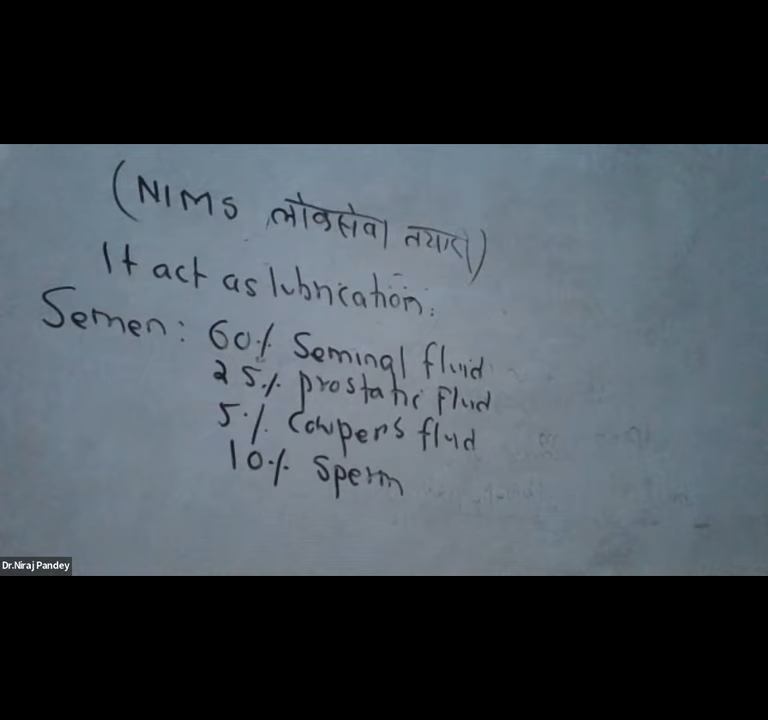 (NIMS लोकसेवा तयारी)
It act as lubrication.
Semen: 60% Seminal fluid
25% prostatic fluid
5% Cowpers fluid
10% Sperm
Dr.Niraj Pandey